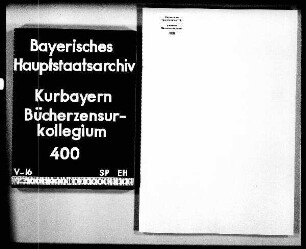 Bayerisches
Hauptstaatsarchiv
Kurbayern
Bücherzensur-
kollegium
400
V-16 SP EH